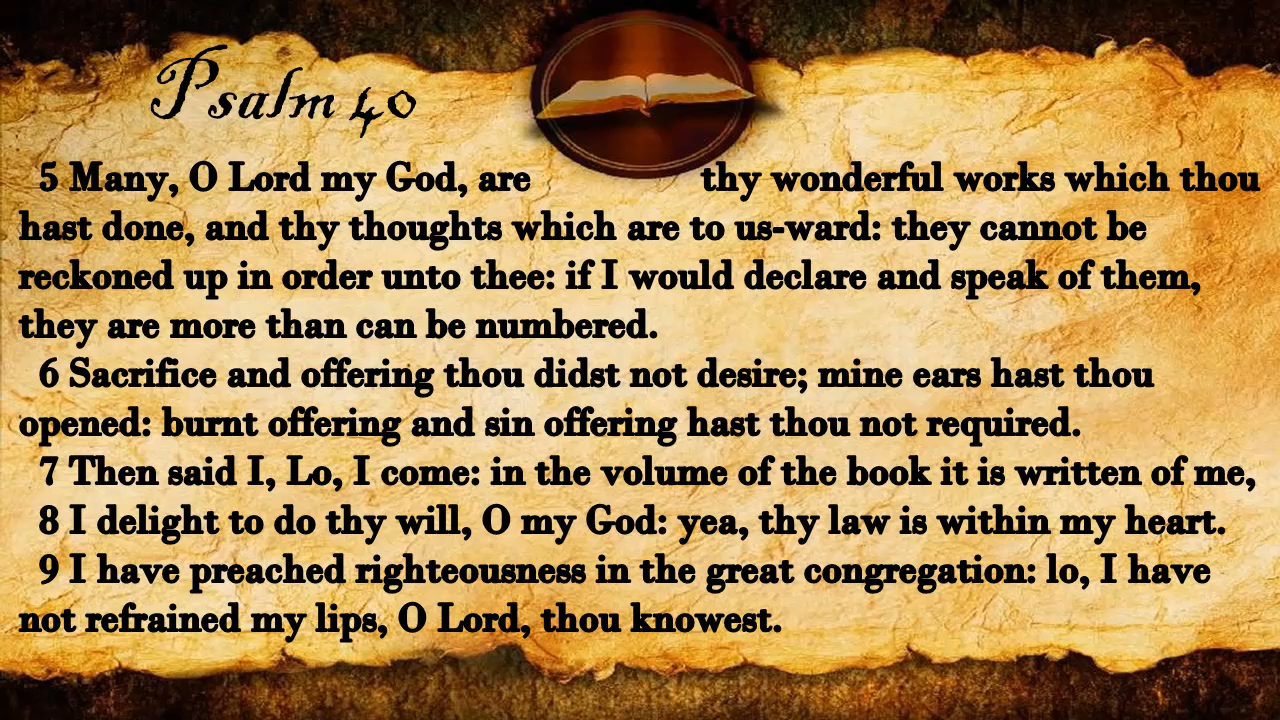 Psalm 40
5 Many, O Lord my God, are thy wonderful works which thou
hast done, and thy thoughts which are to us-ward: they cannot be
reckoned up in order unto thee: if I would declare and speak of them,
they are more than can be numbered.
6 Sacrifice and offering thou didst not desire; mine ears hast thou
opened: burnt offering and sin offering hast thou not required.
7 Then said I, Lo, I come: in the volume of the book it is written of me,
8 I delight to do thy will, O my God: yea, thy law is within my heart.
9 I have preached righteousness in the great congregation: lo, I have
not refrained my lips, O Lord, thou knowest.